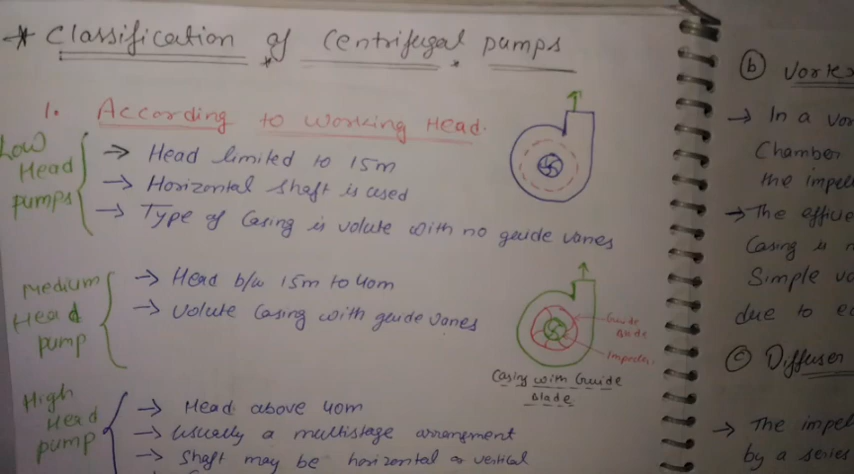 * Classification of Centrifugal pumps
1. According to working Head.
Low Head pumps
→ Head limited to 15m
→ Horizontal shaft is used
→ Type of Casing is volute with no guide vanes
Medium Head pump
→ Head b/w 15m to 40m
→ volute Casing with guide vanes
Guide Blade
Impeller
Casing with Guide Blade
High Head pump
→ Head above 40m
→ usually a multistage
→ Shaft may be horizontal or vertical
(b) Vortex
→ In a vor
Chamber
the impell
→ The efficie
Casing is n
Simple vo
due to e
(c) Diffuser
→ The impel
by a series